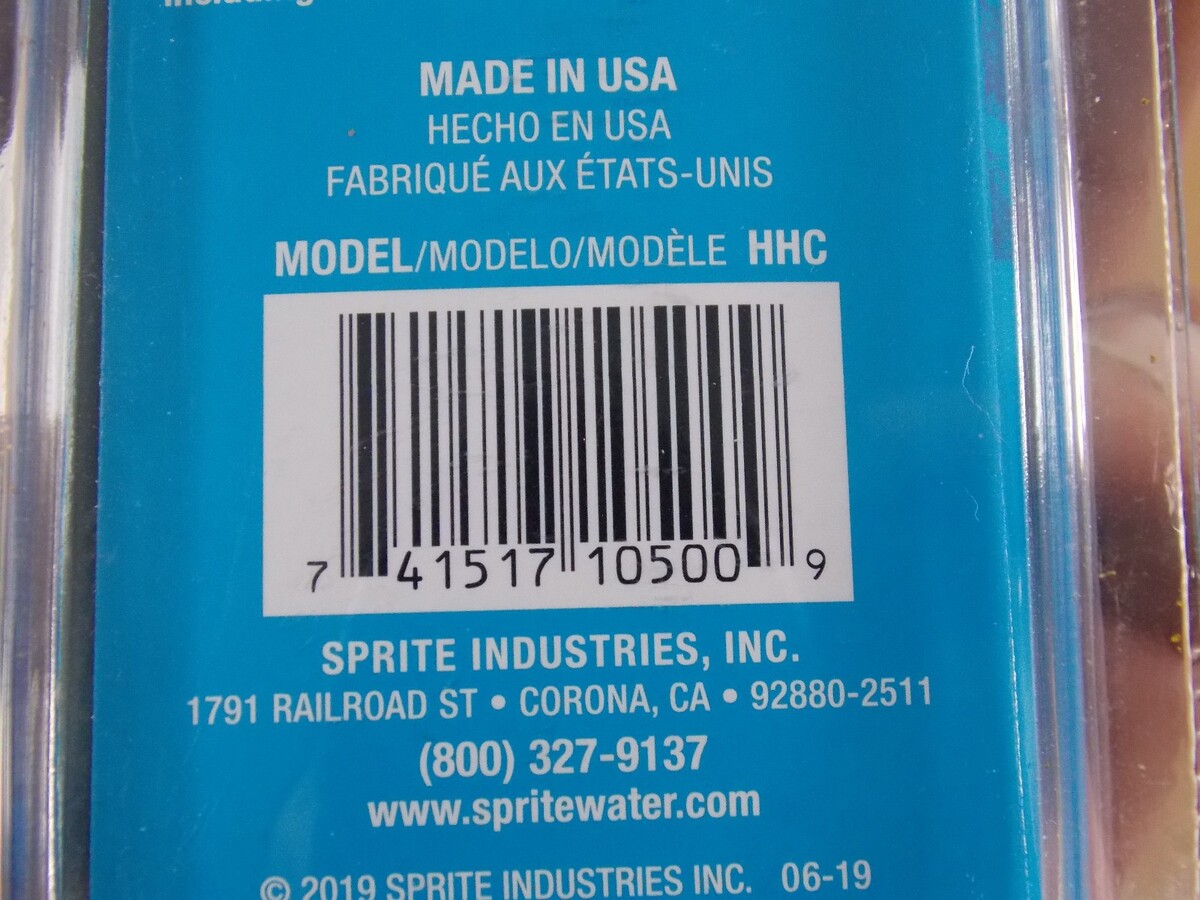 MADE IN USA
HECHO EN USA
FABRIQUÉ AUX ÉTATS-UNIS
MODEL/MODELO/MODÈLE HHC
7 41517 10500 9
SPRITE INDUSTRIES, INC.
1791 RAILROAD ST • CORONA, CA • 92880-2511
(800) 327-9137
www.spritewater.com
© 2019 SPRITE INDUSTRIES INC. 06-19